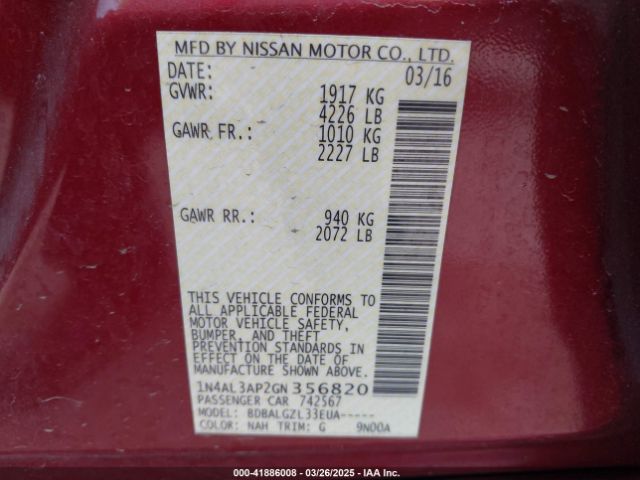 MFD BY NISSAN MOTOR CO., LTD.
DATE: 03/16
GVWR: 1917 KG
4226 LB
GAWR FR.: 1010 KG
2227 LB
GAWR RR.: 940 KG
2072 LB
THIS VEHICLE CONFORMS TO
ALL APPLICABLE FEDERAL
MOTOR VEHICLE SAFETY,
BUMPER, AND THEFT
PREVENTION STANDARDS IN
EFFECT ON THE DATE OF
MANUFACTURE SHOWN ABOVE.
1N4AL3AP2GN356820
PASSENGER CAR 742567
MODEL: BDBALGZL33EUA-----
COLOR: NAH TRIM: G 9N00A
000-41886008 - 03/26/2025 - IAA Inc.